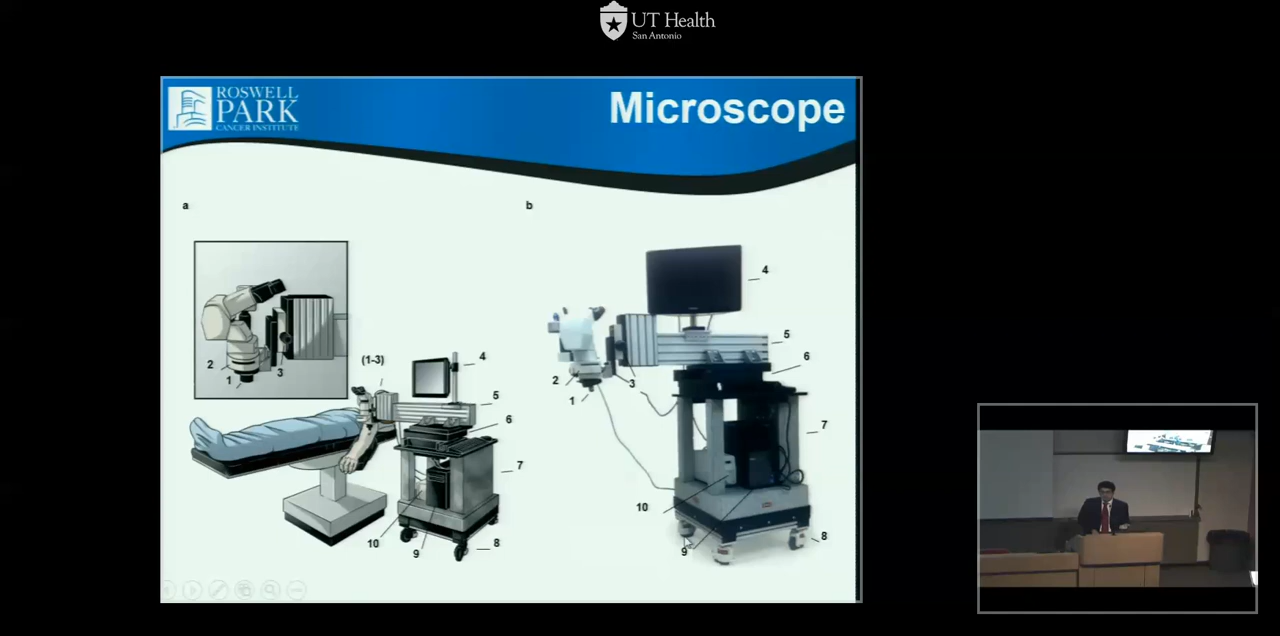 UT Health
San Antonio
ROSWELL
PARK
CANCER INSTITUTE
Microscope
a
b
2
1
3
(1-3)
4
5
6
7
8
9
10
4
5
6
3
2
1
7
10
9
8